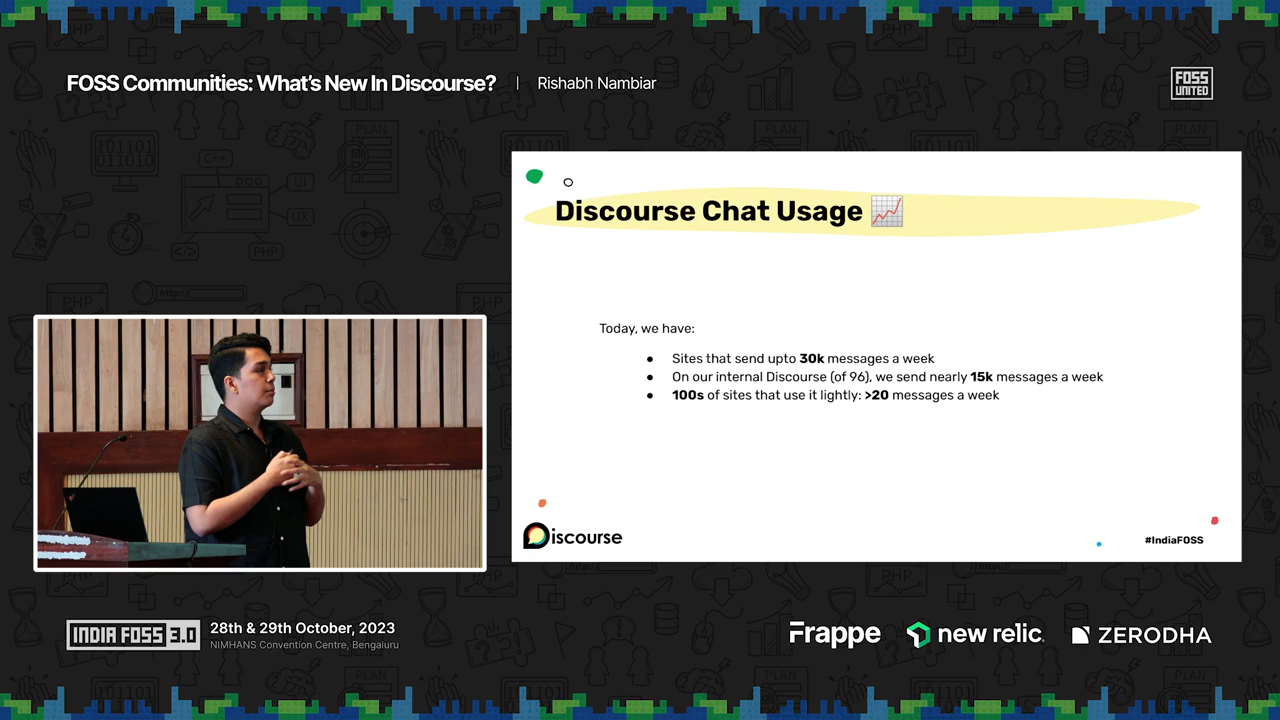 FOSS Communities: What's New In Discourse? | Rishabh Nambiar
FOSS
UNITED
Discourse Chat Usage
Today, we have:
● Sites that send upto 30k messages a week
● On our internal Discourse (of 96), we send nearly 15k messages a week
● 100s of sites that use it lightly: >20 messages a week
Discourse
#IndiaFOSS
INDIA FOSS 3.0
28th & 29th October, 2023
NIMHANS Convention Centre, Bengaluru
Frappe
new relic
ZERODHA